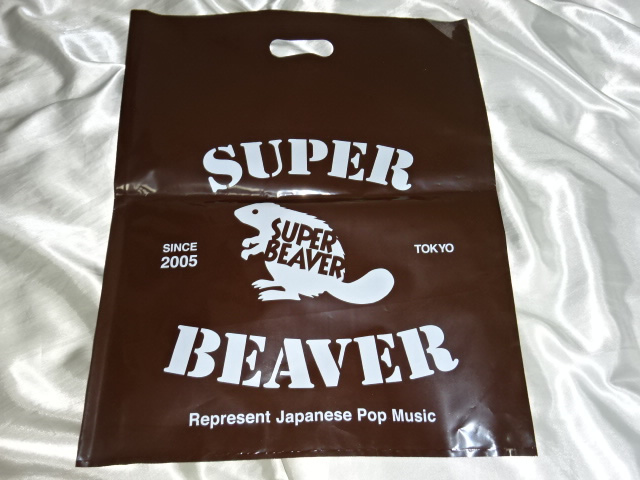 SUPER
SUPER
BEAVER
SINCE
2005
TOKYO
BEAVER
Represent Japanese Pop Music